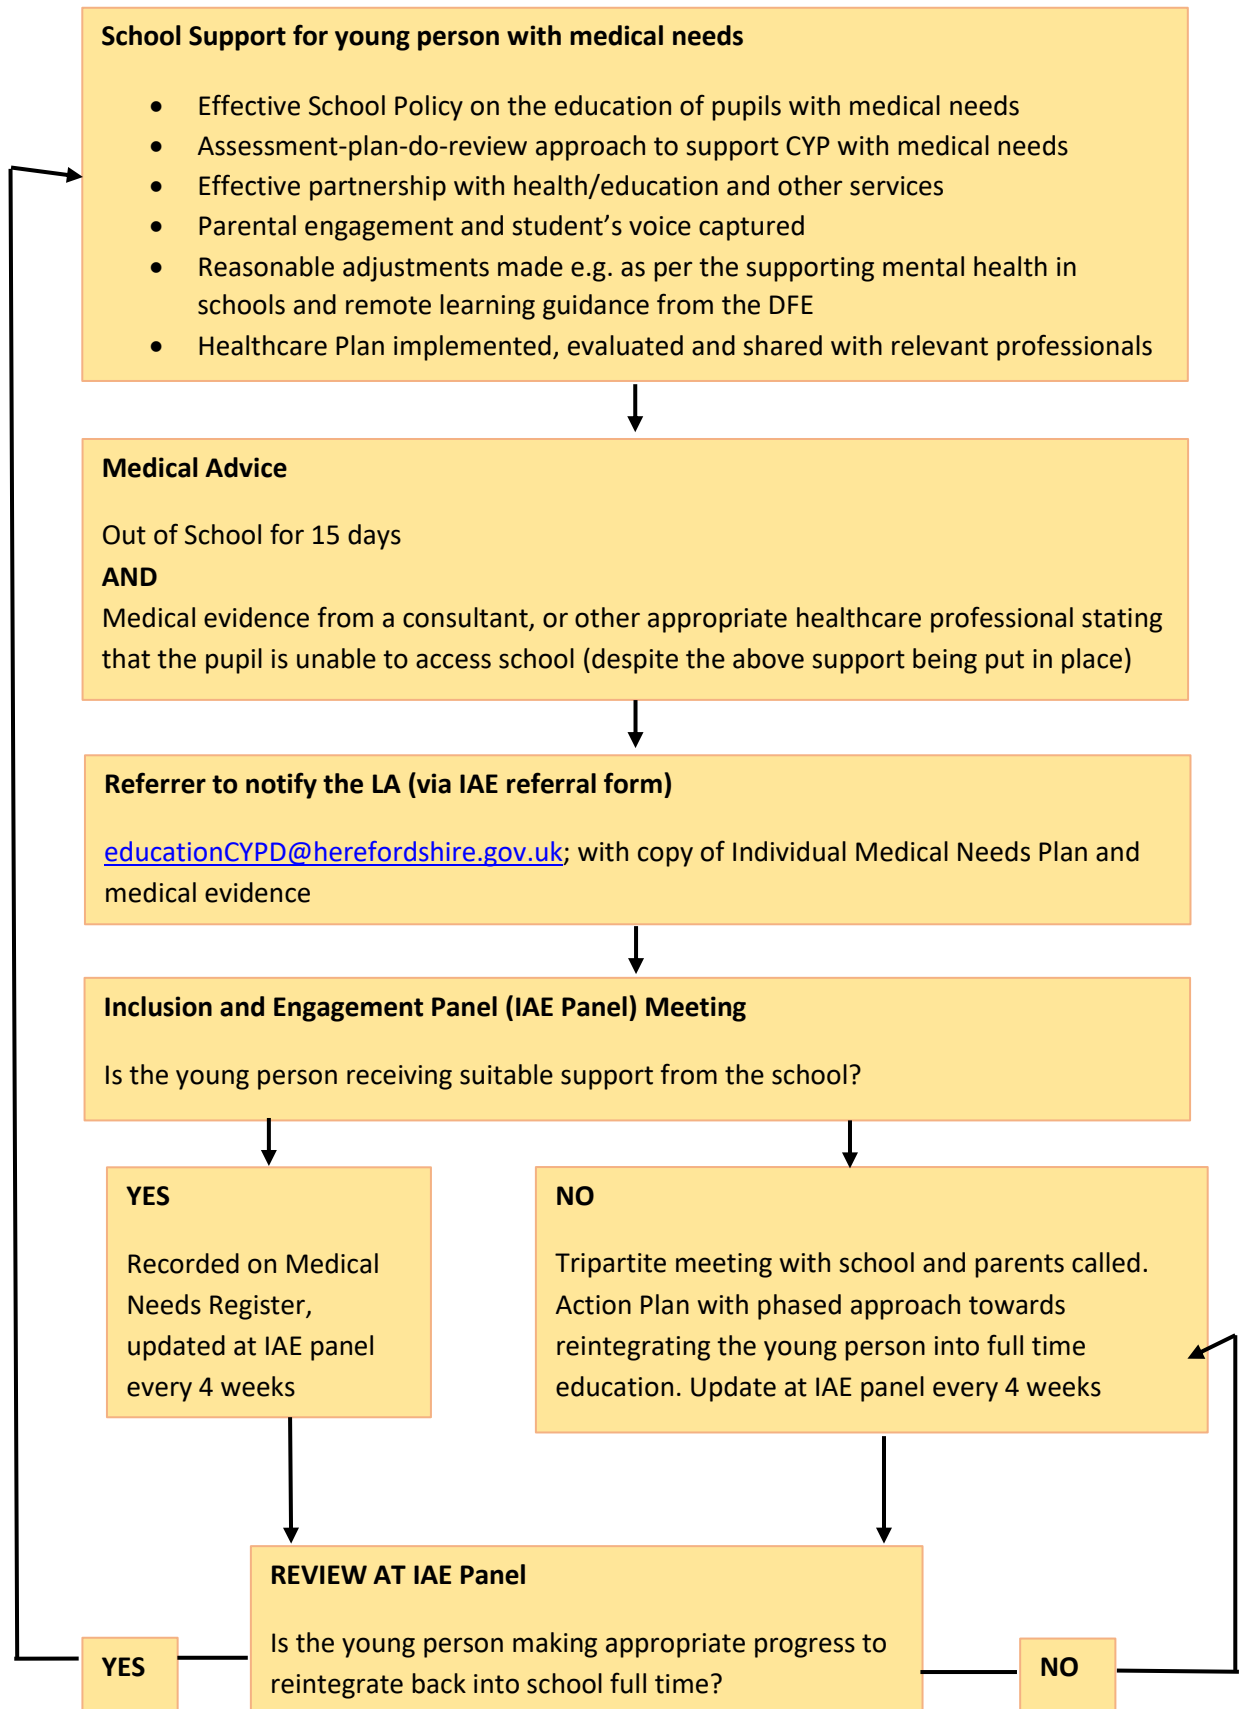 School Support for young person with medical needs
• Effective School Policy on the education of pupils with medical needs
• Assessment-plan-do-review approach to support CYP with medical needs
• Effective partnership with health/education and other services
• Parental engagement and student’s voice captured
• Reasonable adjustments made e.g. as per the supporting mental health in
schools and remote learning guidance from the DFE
• Healthcare Plan implemented, evaluated and shared with relevant professionals
Medical Advice
Out of School for 15 days
AND
Medical evidence from a consultant, or other appropriate healthcare professional stating
that the pupil is unable to access school (despite the above support being put in place)
Referrer to notify the LA (via IAE referral form)
educationCYPD@herefordshire.gov.uk; with copy of Individual Medical Needs Plan and
medical evidence
Inclusion and Engagement Panel (IAE Panel) Meeting
Is the young person receiving suitable support from the school?
YES
Recorded on Medical
Needs Register,
updated at IAE panel
every 4 weeks
NO
Tripartite meeting with school and parents called.
Action Plan with phased approach towards
reintegrating the young person into full time
education. Update at IAE panel every 4 weeks
REVIEW AT IAE Panel
Is the young person making appropriate progress to
reintegrate back into school full time?
YES
NO